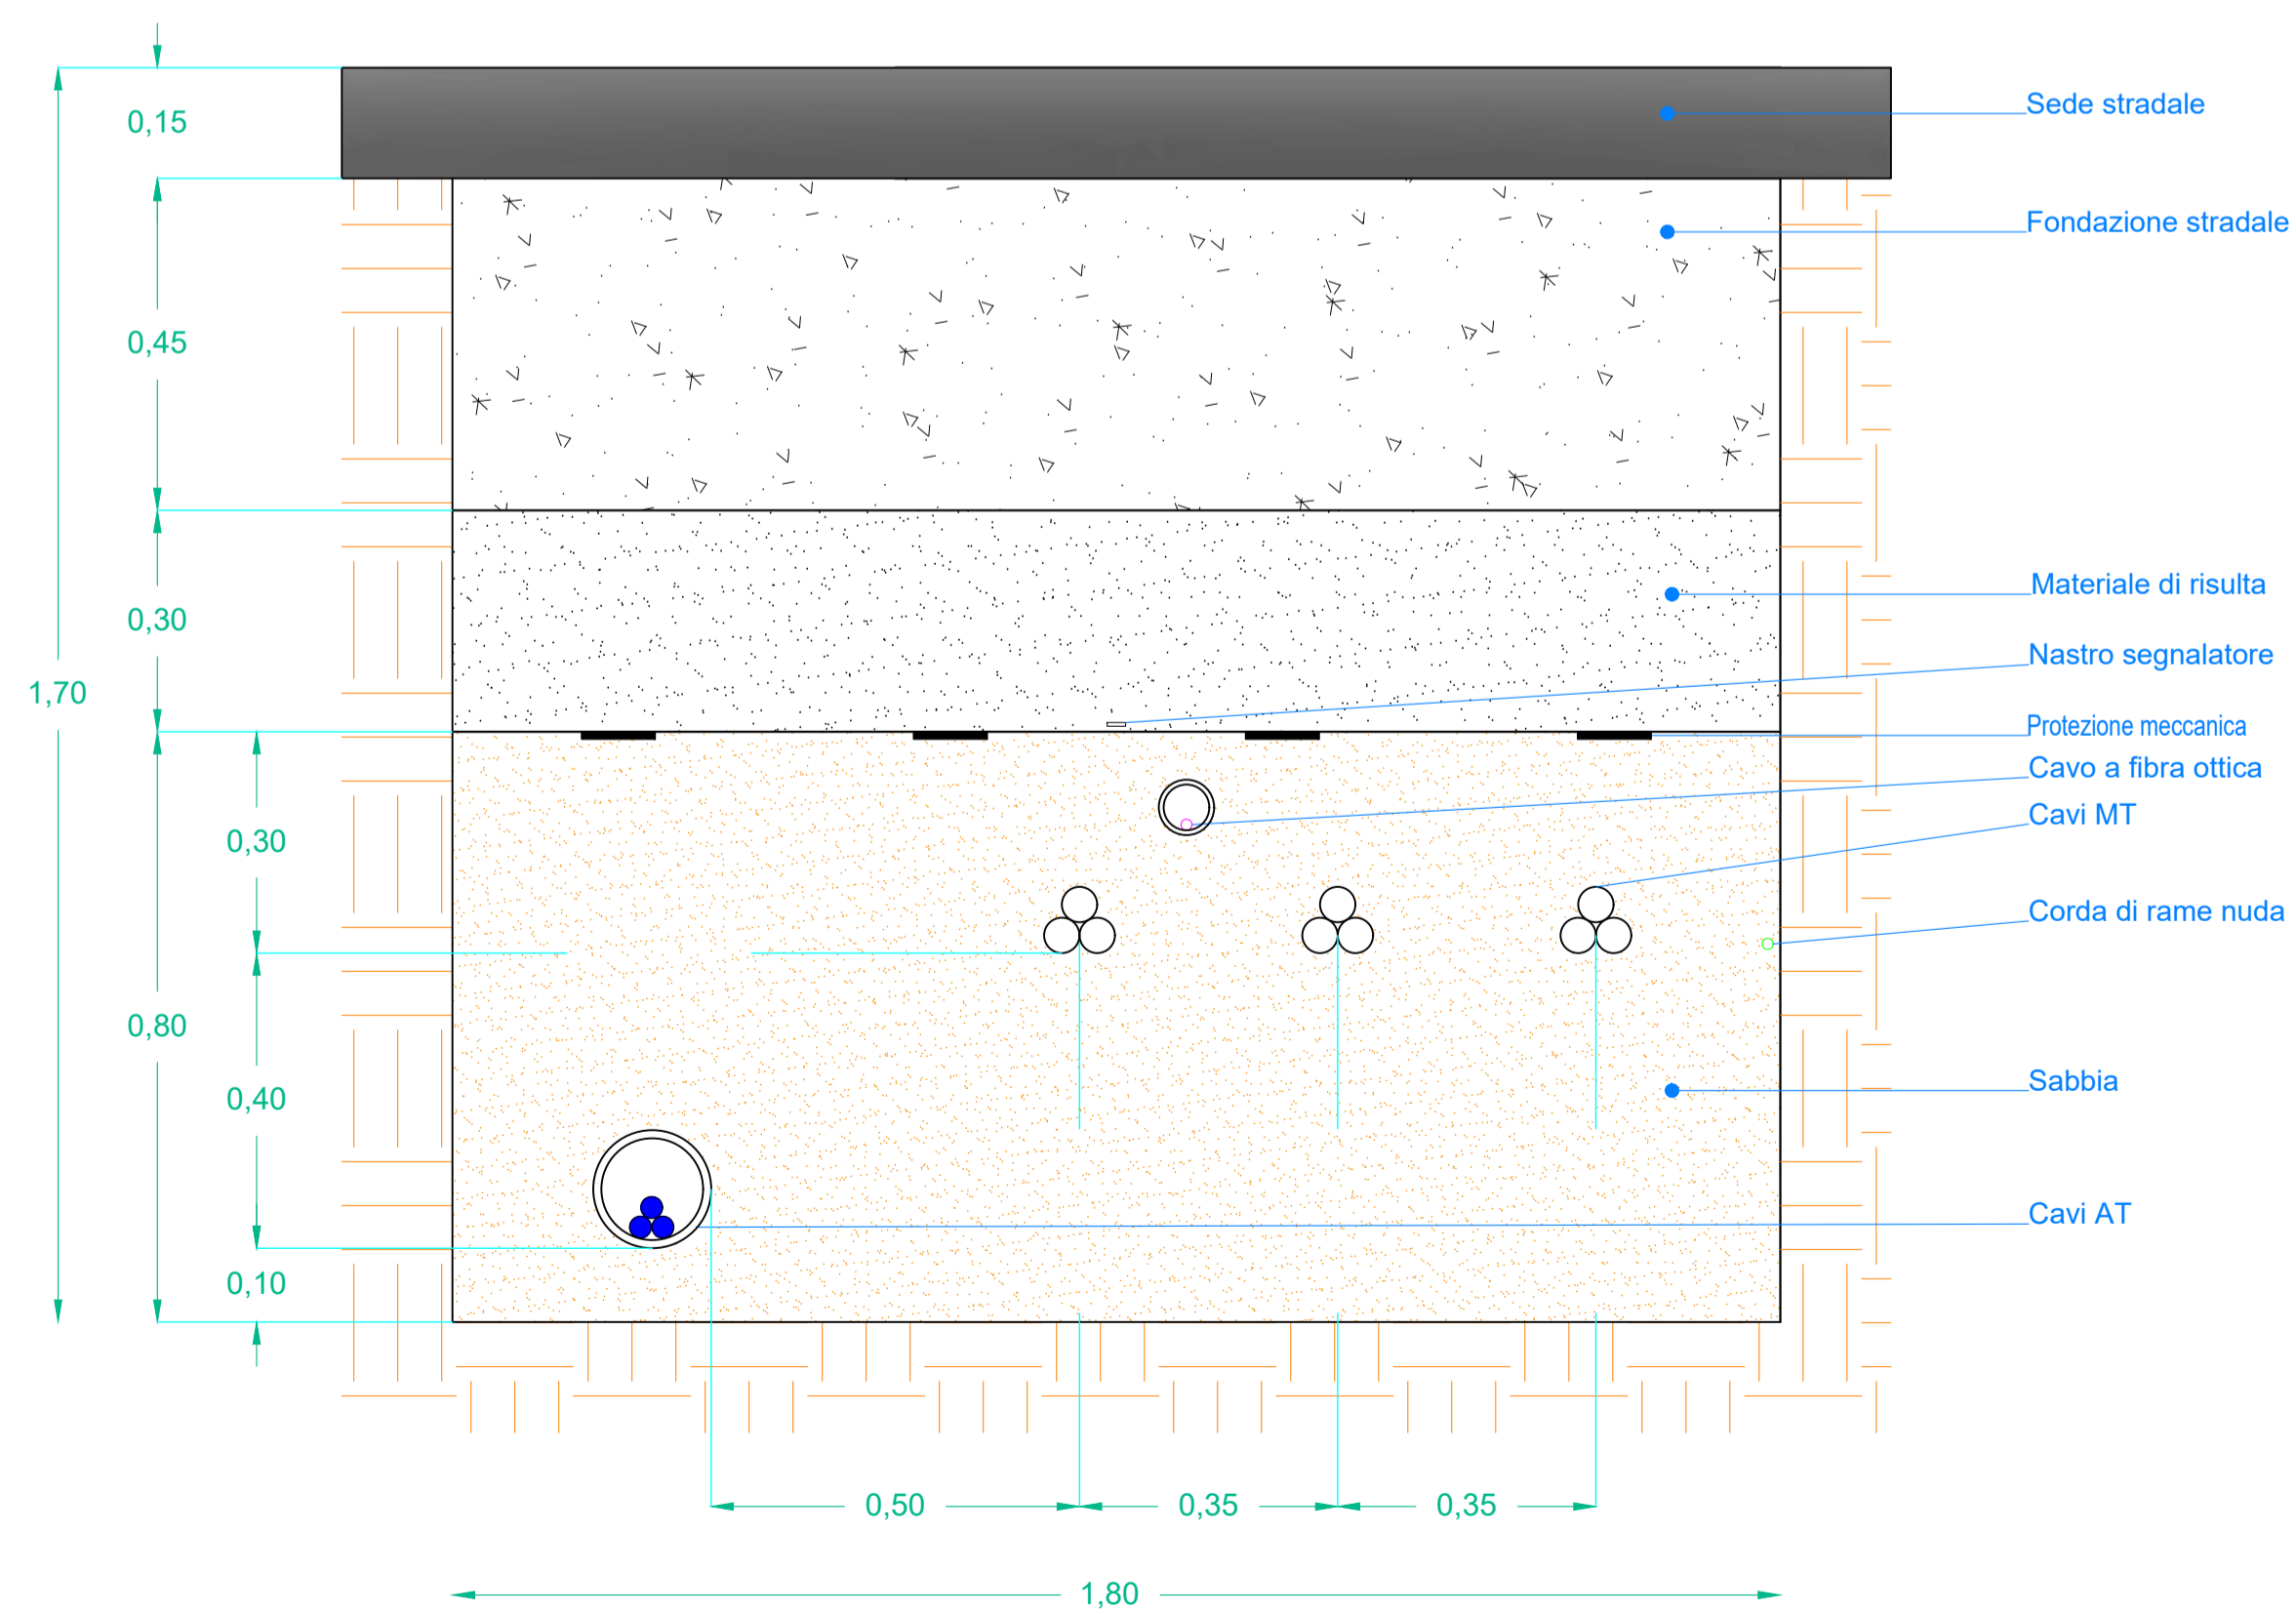 0,15
Sede stradale
Fondazione stradale
0,45
Materiale di risulta
0,30
Nastro segnalatore
1,70
Protezione meccanica
Cavo a fibra ottica
Cavi MT
0,30
Corda di rame nuda
0,80
Sabbia
0,40
Cavi AT
0,10
0,50
0,35
0,35
1,80